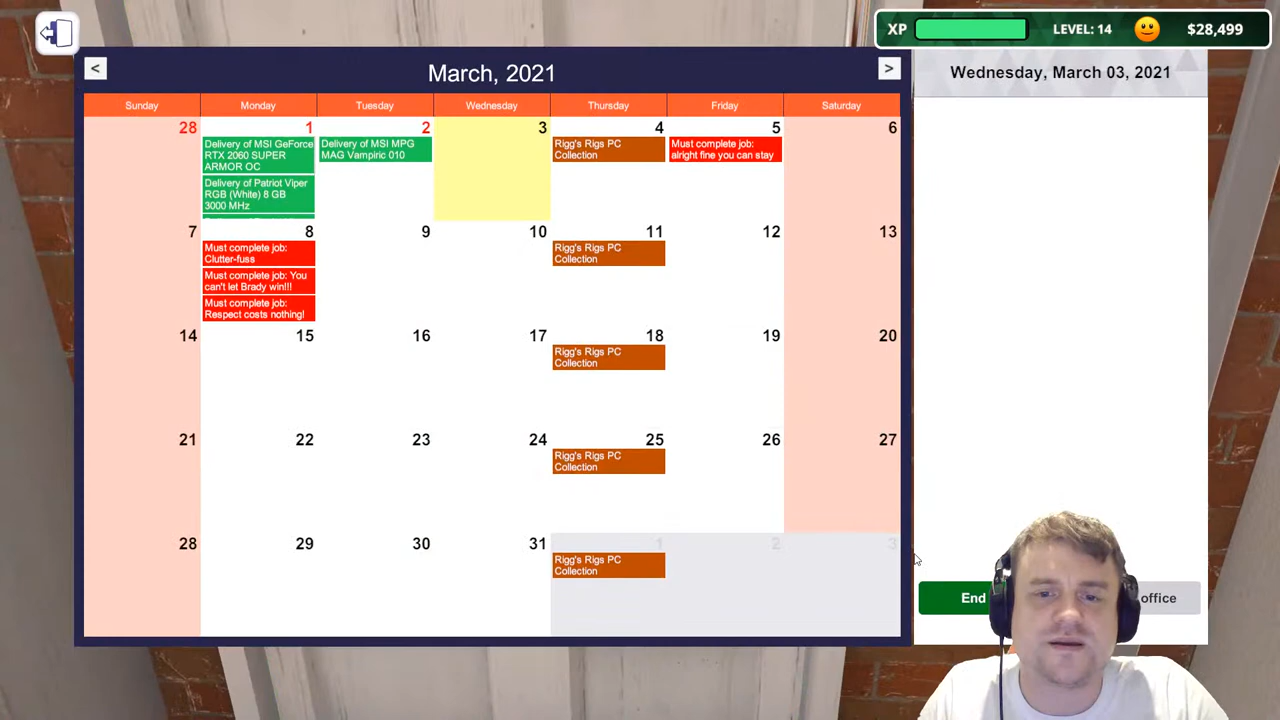 XP LEVEL: 14 $28,499
< March, 2021 >
Wednesday, March 03, 2021
Sunday Monday Tuesday Wednesday Thursday Friday Saturday
28 1 2 3 4 5 6
Delivery of MSI GeForce
RTX 2060 SUPER
ARMOR OC
Delivery of Patriot Viper
RGB (White) 8 GB
3000 MHz
Delivery of MSI MPG
MAG Vampiric 010
Rigg's Rigs PC
Collection
Must complete job:
alright fine you can stay
7 8 9 10 11 12 13
Must complete job:
Clutter-fuss
Must complete job: You
can't let Brady win!!!
Must complete job:
Respect costs nothing!
Rigg's Rigs PC
Collection
14 15 16 17 18 19 20
Rigg's Rigs PC
Collection
21 22 23 24 25 26 27
Rigg's Rigs PC
Collection
28 29 30 31 1 2 3
Rigg's Rigs PC
Collection
End
office